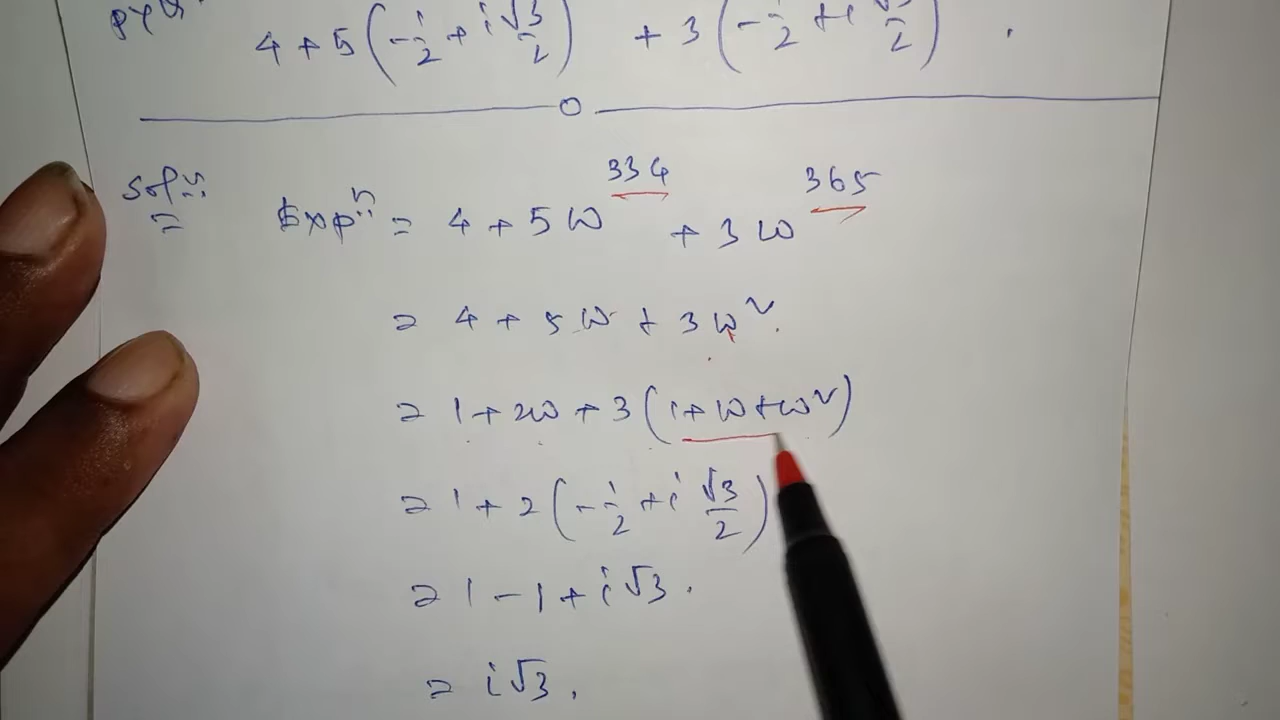 4 + 5 (-1/2 + i √3/2) + 3 (-1/2 + i √3/2) .
Sol n
Exp n = 4 + 5ω^334 + 3ω^365
= 4 + 5ω + 3ω² .
= 1 + 2ω + 3 (1 + ω + ω²)
= 1 + 2 (-1/2 + i √3/2)
= 1 - 1 + i √3 .
= i √3 .